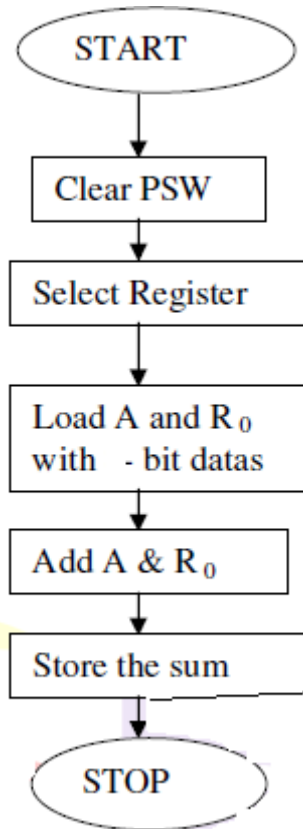 START
Clear PSW
Select Register
Load A and R₀
with - bit datas
Add A & R₀
Store the sum
STOP